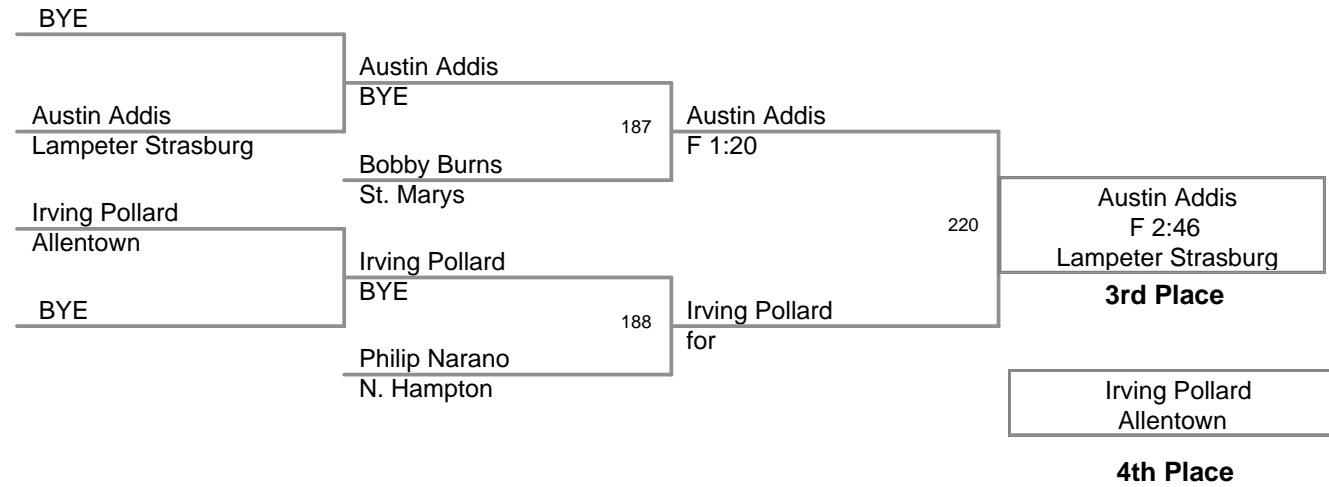 BYE
Austin Addis
Lampeter Strasburg
Irving Pollard
Allentown
BYE
Austin Addis
BYE
187
Bobby Burns
St. Marys
Irving Pollard
BYE
188
Philip Narano
N. Hampton
Austin Addis
F 1:20
220
Irving Pollard
for
Austin Addis
F 2:46
Lampeter Strasburg
3rd Place
Irving Pollard
Allentown
4th Place